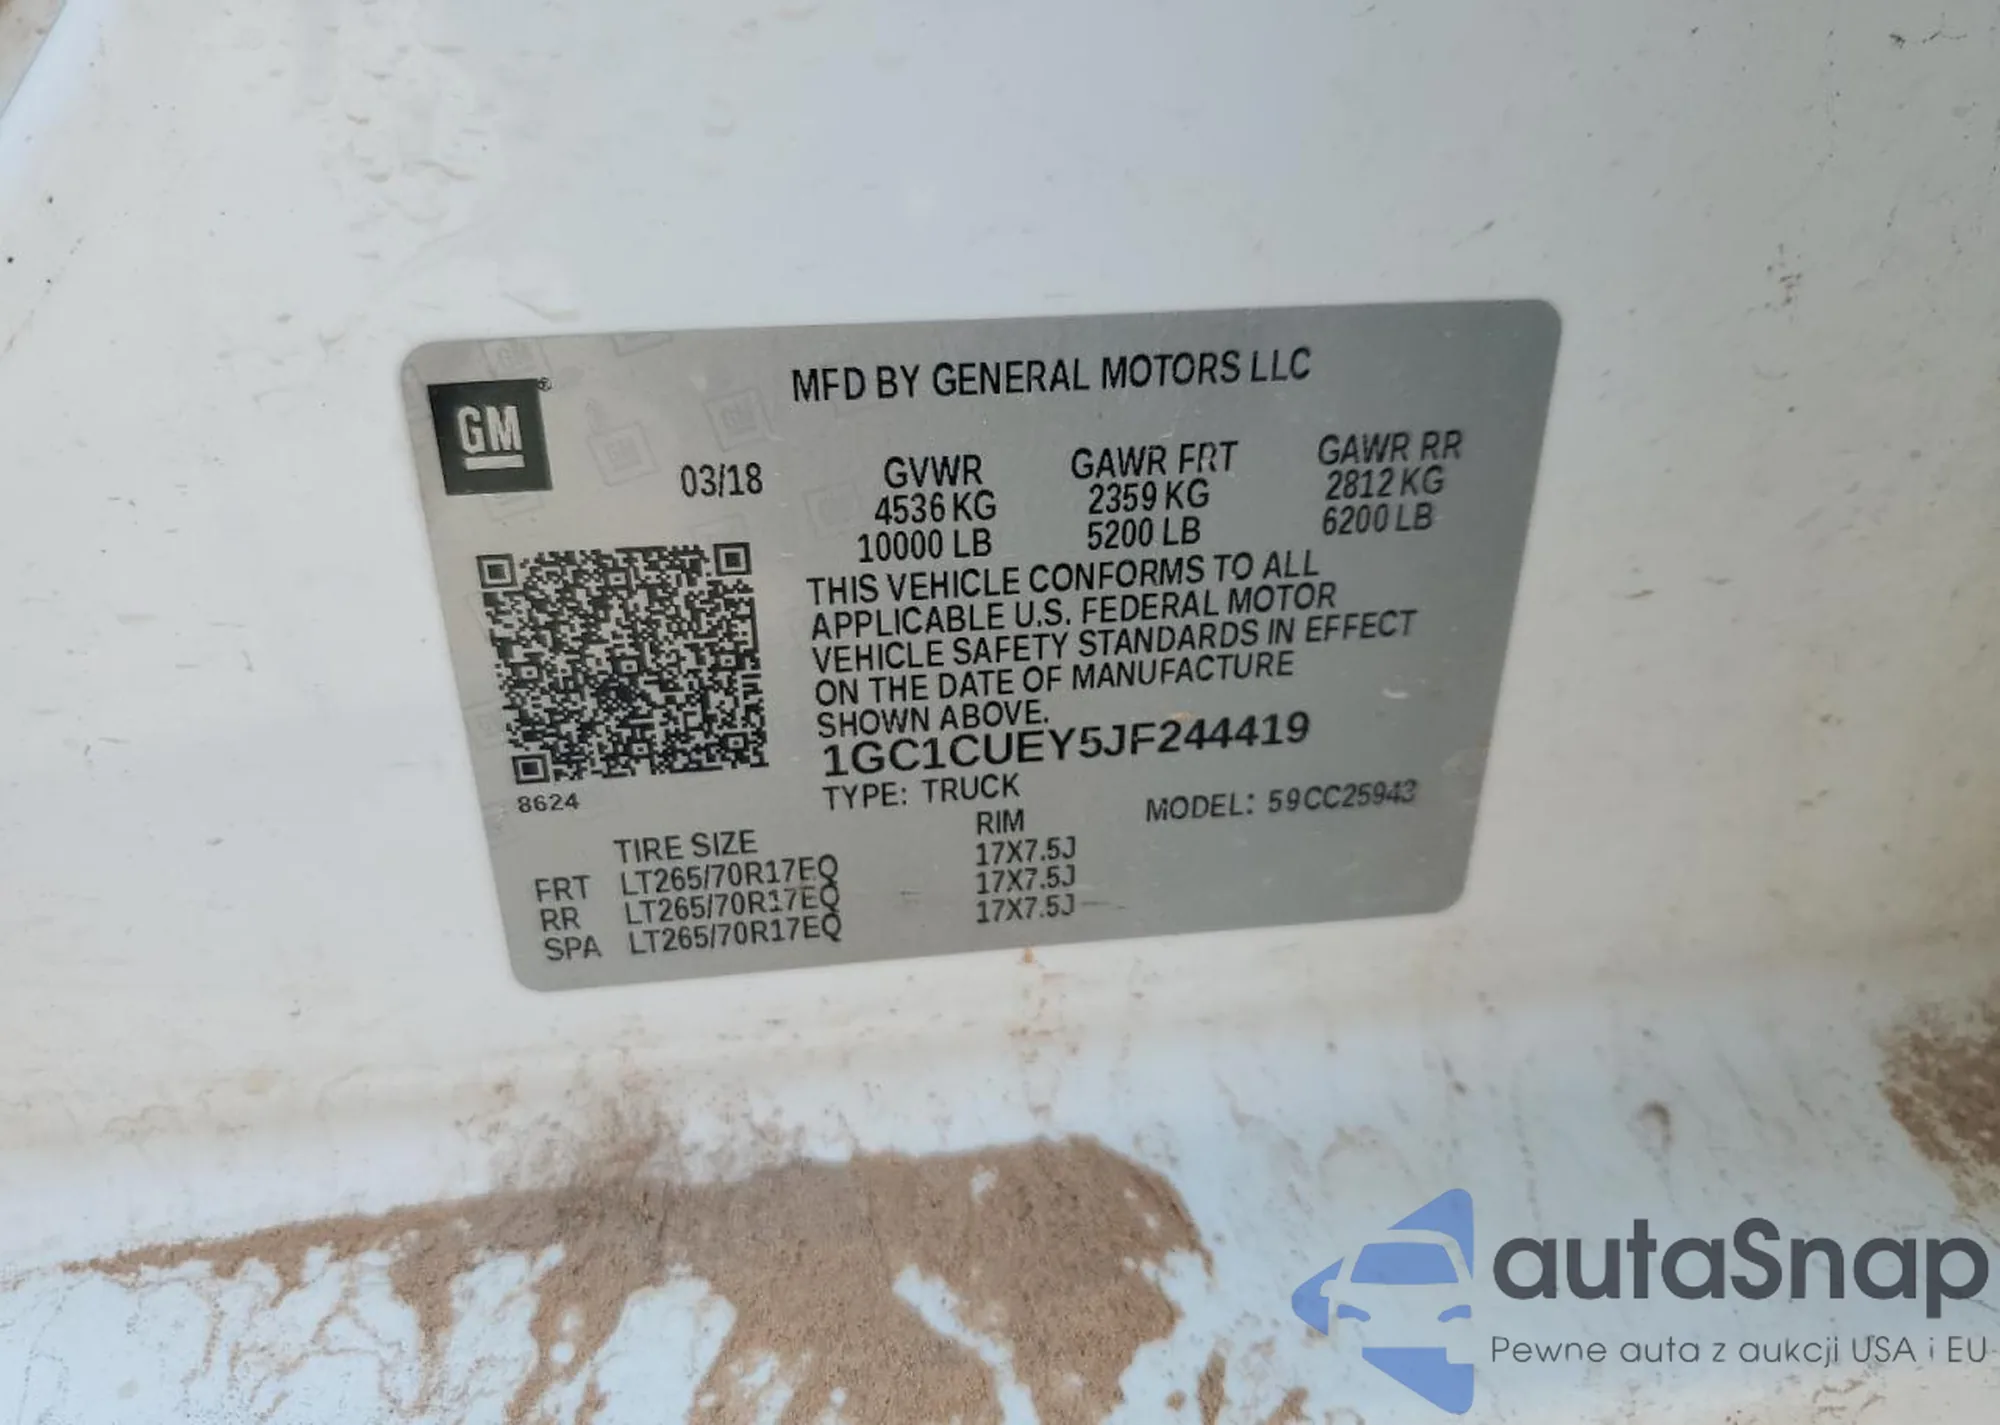 MFD BY GENERAL MOTORS LLC
GM®
03/18
GVWR GAWR FRT GAWR RR
4536 KG 2359 KG 2812 KG
10000 LB 5200 LB 6200 LB
THIS VEHICLE CONFORMS TO ALL
APPLICABLE U.S. FEDERAL MOTOR
VEHICLE SAFETY STANDARDS IN EFFECT
ON THE DATE OF MANUFACTURE
SHOWN ABOVE.
1GC1CUEY5JF244419
8624
TYPE: TRUCK MODEL: 59CC25943
TIRE SIZE RIM
FRT LT265/70R17EQ 17X7.5J
RR LT265/70R17EQ 17X7.5J
SPA LT265/70R17EQ 17X7.5J
autaSnap
Pewne auta z aukcji USA i EU